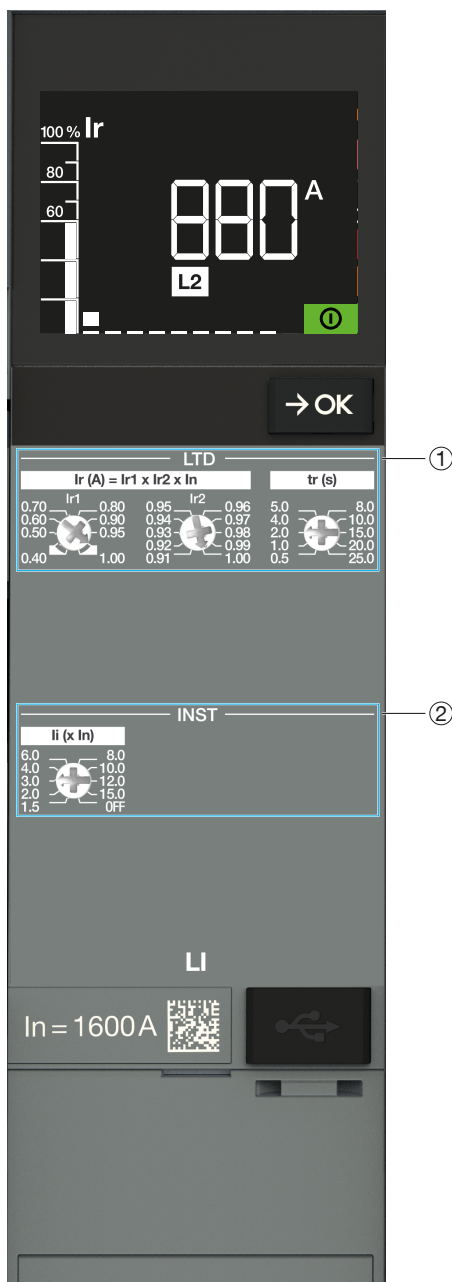 100 % Ir
80
60
880 A
L2
→ OK
LTD
Ir (A) = Ir1 x Ir2 x In
tr (s)
Ir1
0.70 0.80
0.60 0.90
0.50 0.95
0.40 1.00
Ir2
0.95 0.96
0.94 0.97
0.93 0.98
0.92 0.99
0.91 1.00
5.0 8.0
4.0 10.0
2.0 15.0
1.0 20.0
0.5 25.0
①
INST
②
Ii (x In)
6.0 8.0
4.0 10.0
3.0 12.0
2.0 15.0
1.5 0FF
LI
In = 1600 A